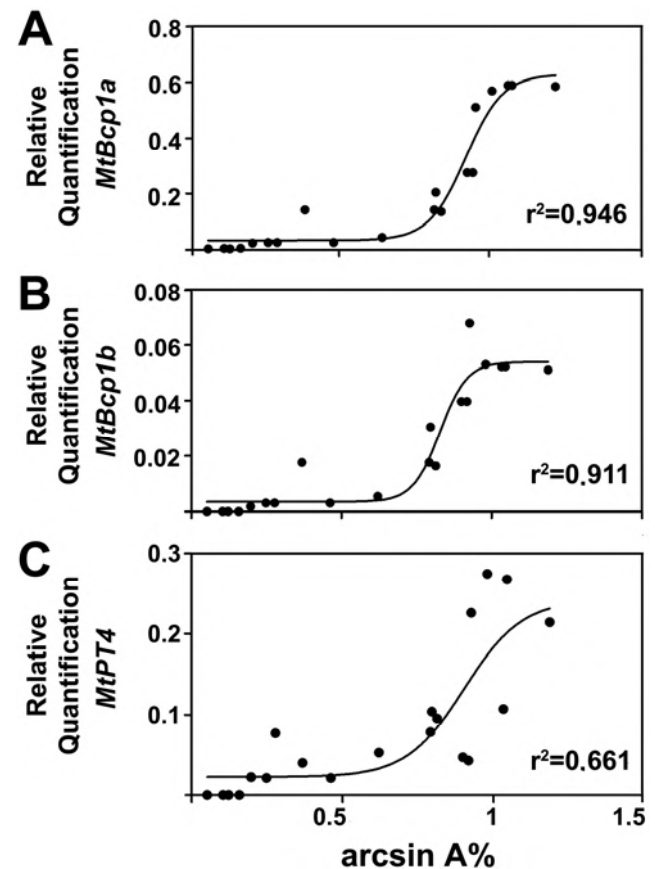 A
Relative
Quantification
MtBcp1a
0.8
0.6
0.4
0.2
r²=0.946
B
Relative
Quantification
MtBcp1b
0.08
0.06
0.04
0.02
r²=0.911
C
Relative
Quantification
MtPT4
0.3
0.2
0.1
r²=0.661
0.5 1 1.5
arcsin A%